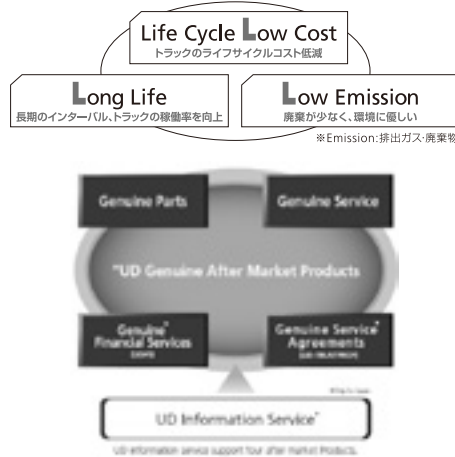 Life Cycle Low Cost
トラックのライフサイクルコスト低減
Long Life
長期のインターバル、トラックの稼働率を向上
Low Emission
廃棄が少なく、環境に優しい
※Emission:排出ガス・廃棄物
Genuine Parts
Genuine Service
"UD Genuine After Market Products
Genuine*
Financial Services
Genuine Service*
Agreements
UD Information Service*
UD information service support four after market Products.